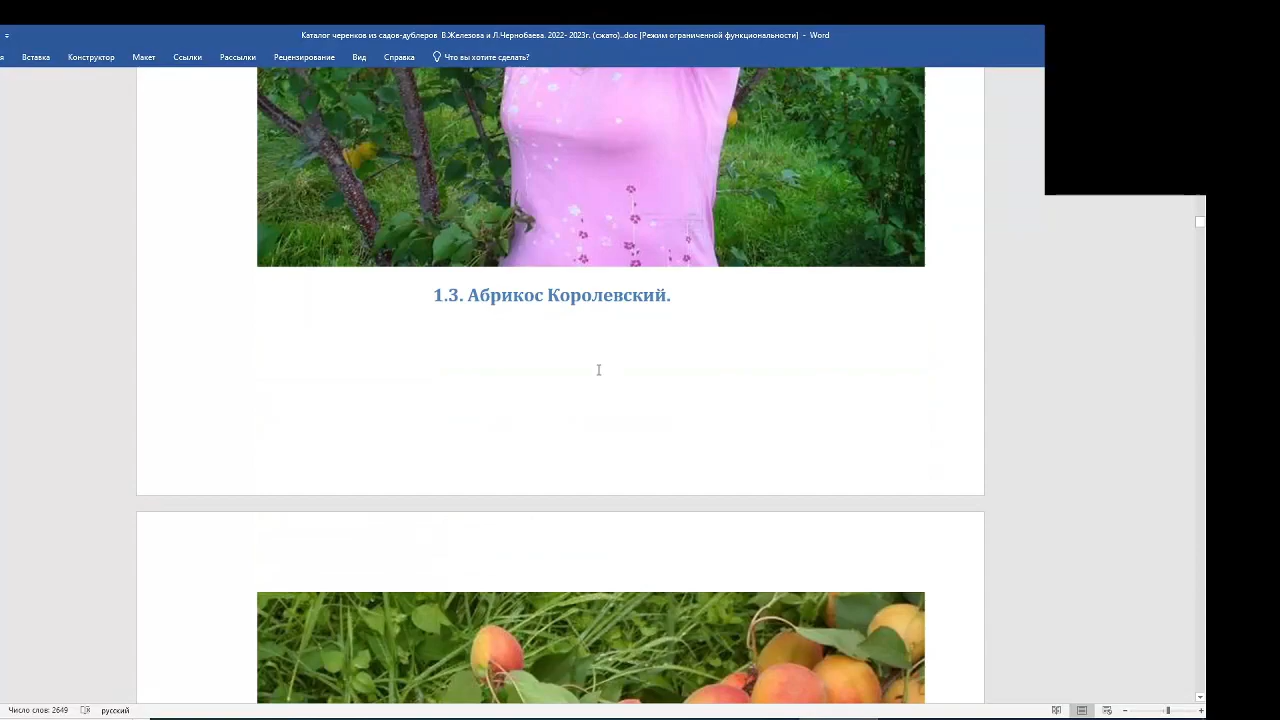 Каталог черенков из садов-дублеров В.Железова и Л.Чернобаева. 2022- 2023г. (сжато)..doc [Режим ограниченной функциональности] - Word
я Вставка Конструктор Макет Ссылки Рассылки Рецензирование Вид Справка Что вы хотите сделать?
1.3. Абрикос Королевский.
Число слов: 2649 русский